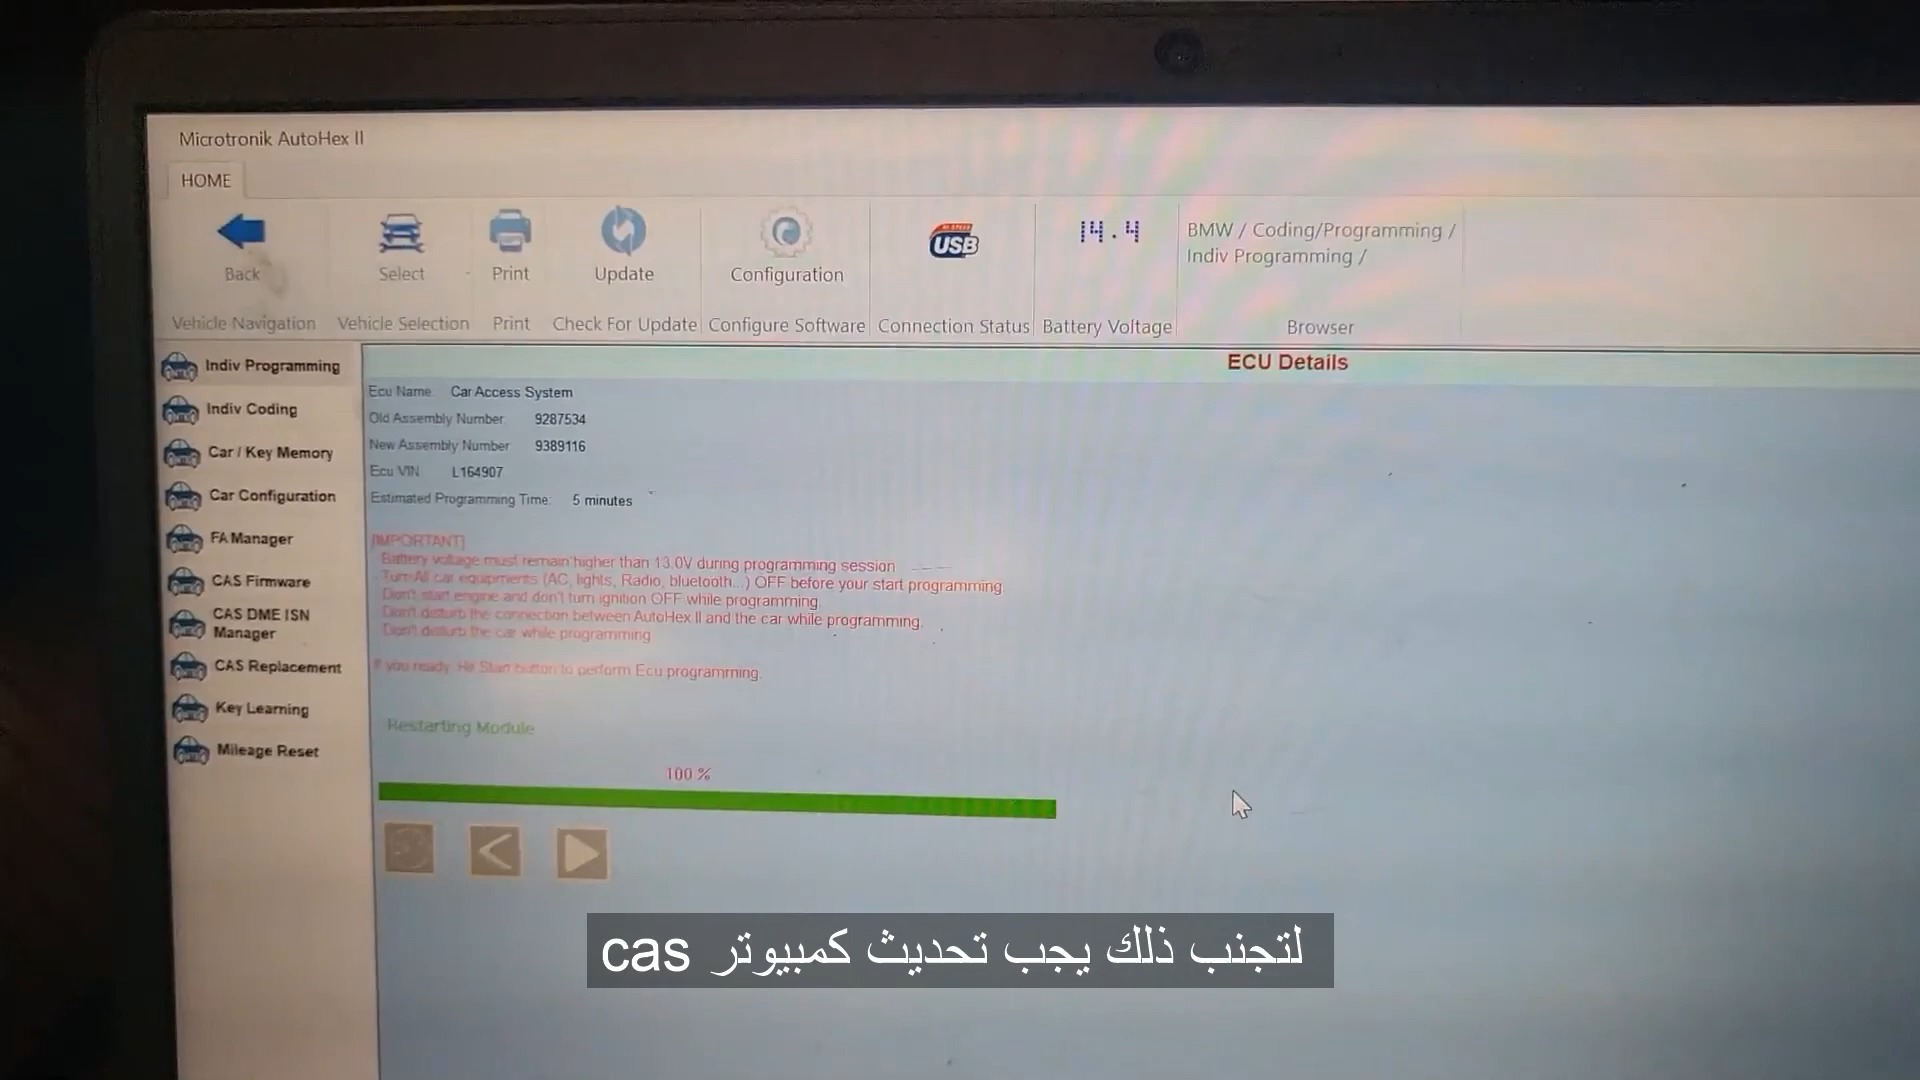 Microtronik AutoHex II
HOME
Back
Select
Print
Update
Configuration
USB
14.4
BMW / Coding/Programming /
Indiv Programming /
Vehicle Navigation
Vehicle Selection
Print
Check For Update
Configure Software
Connection Status
Battery Voltage
Browser
Indiv Programming
Indiv Coding
Car / Key Memory
Car Configuration
FA Manager
CAS Firmware
CAS DME ISN
Manager
CAS Replacement
Key Learning
Mileage Reset
ECU Details
Ecu Name Car Access System
Old Assembly Number 9287534
New Assembly Number 9389116
Ecu VIN L164907
Estimated Programming Time: 5 minutes
[IMPORTANT]
Battery voltage must remain higher than 13.0V during programming session
Turn All car equipments (AC, lights, Radio, bluetooth...) OFF before your start programming.
Don't start engine and don't turn ignition OFF while programming.
Don't disturb the connection between AutoHex II and the car while programming.
Don't disturb the car while programming
If you ready. Hit Start button to perform Ecu programming.
Restarting Module
100 %
لتجنب ذلك يجب تحديث كمبيوتر cas